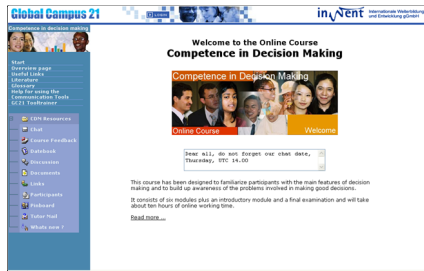 Global Campus 21
inWEnt
Internationale Weiterbildung
und Entwicklung gGmbH
Competence in decision making
Start
Overview page
Useful Links
Literature
Glossary
Help for using the
Communication Tools
GC21 Tooltrainer
CDM Resources
Chat
Course Feedback
Datebook
Discussion
Documents
Links
Participants
Pinboard
Tutor Mail
Whats new ?
Welcome to the Online Course
Competence in Decision Making
Competence in Decision Making
Online Course
Welcome
Dear all, do not forget our chat date,
Thursday, UTC 14.00
This course has been designed to familiarize participants with the main features of decision
making and to build up awareness of the problems involved in making good decisions.
It consists of six modules plus an introductory module and a final examination and will take
about ten hours of online working time.
Read more ...